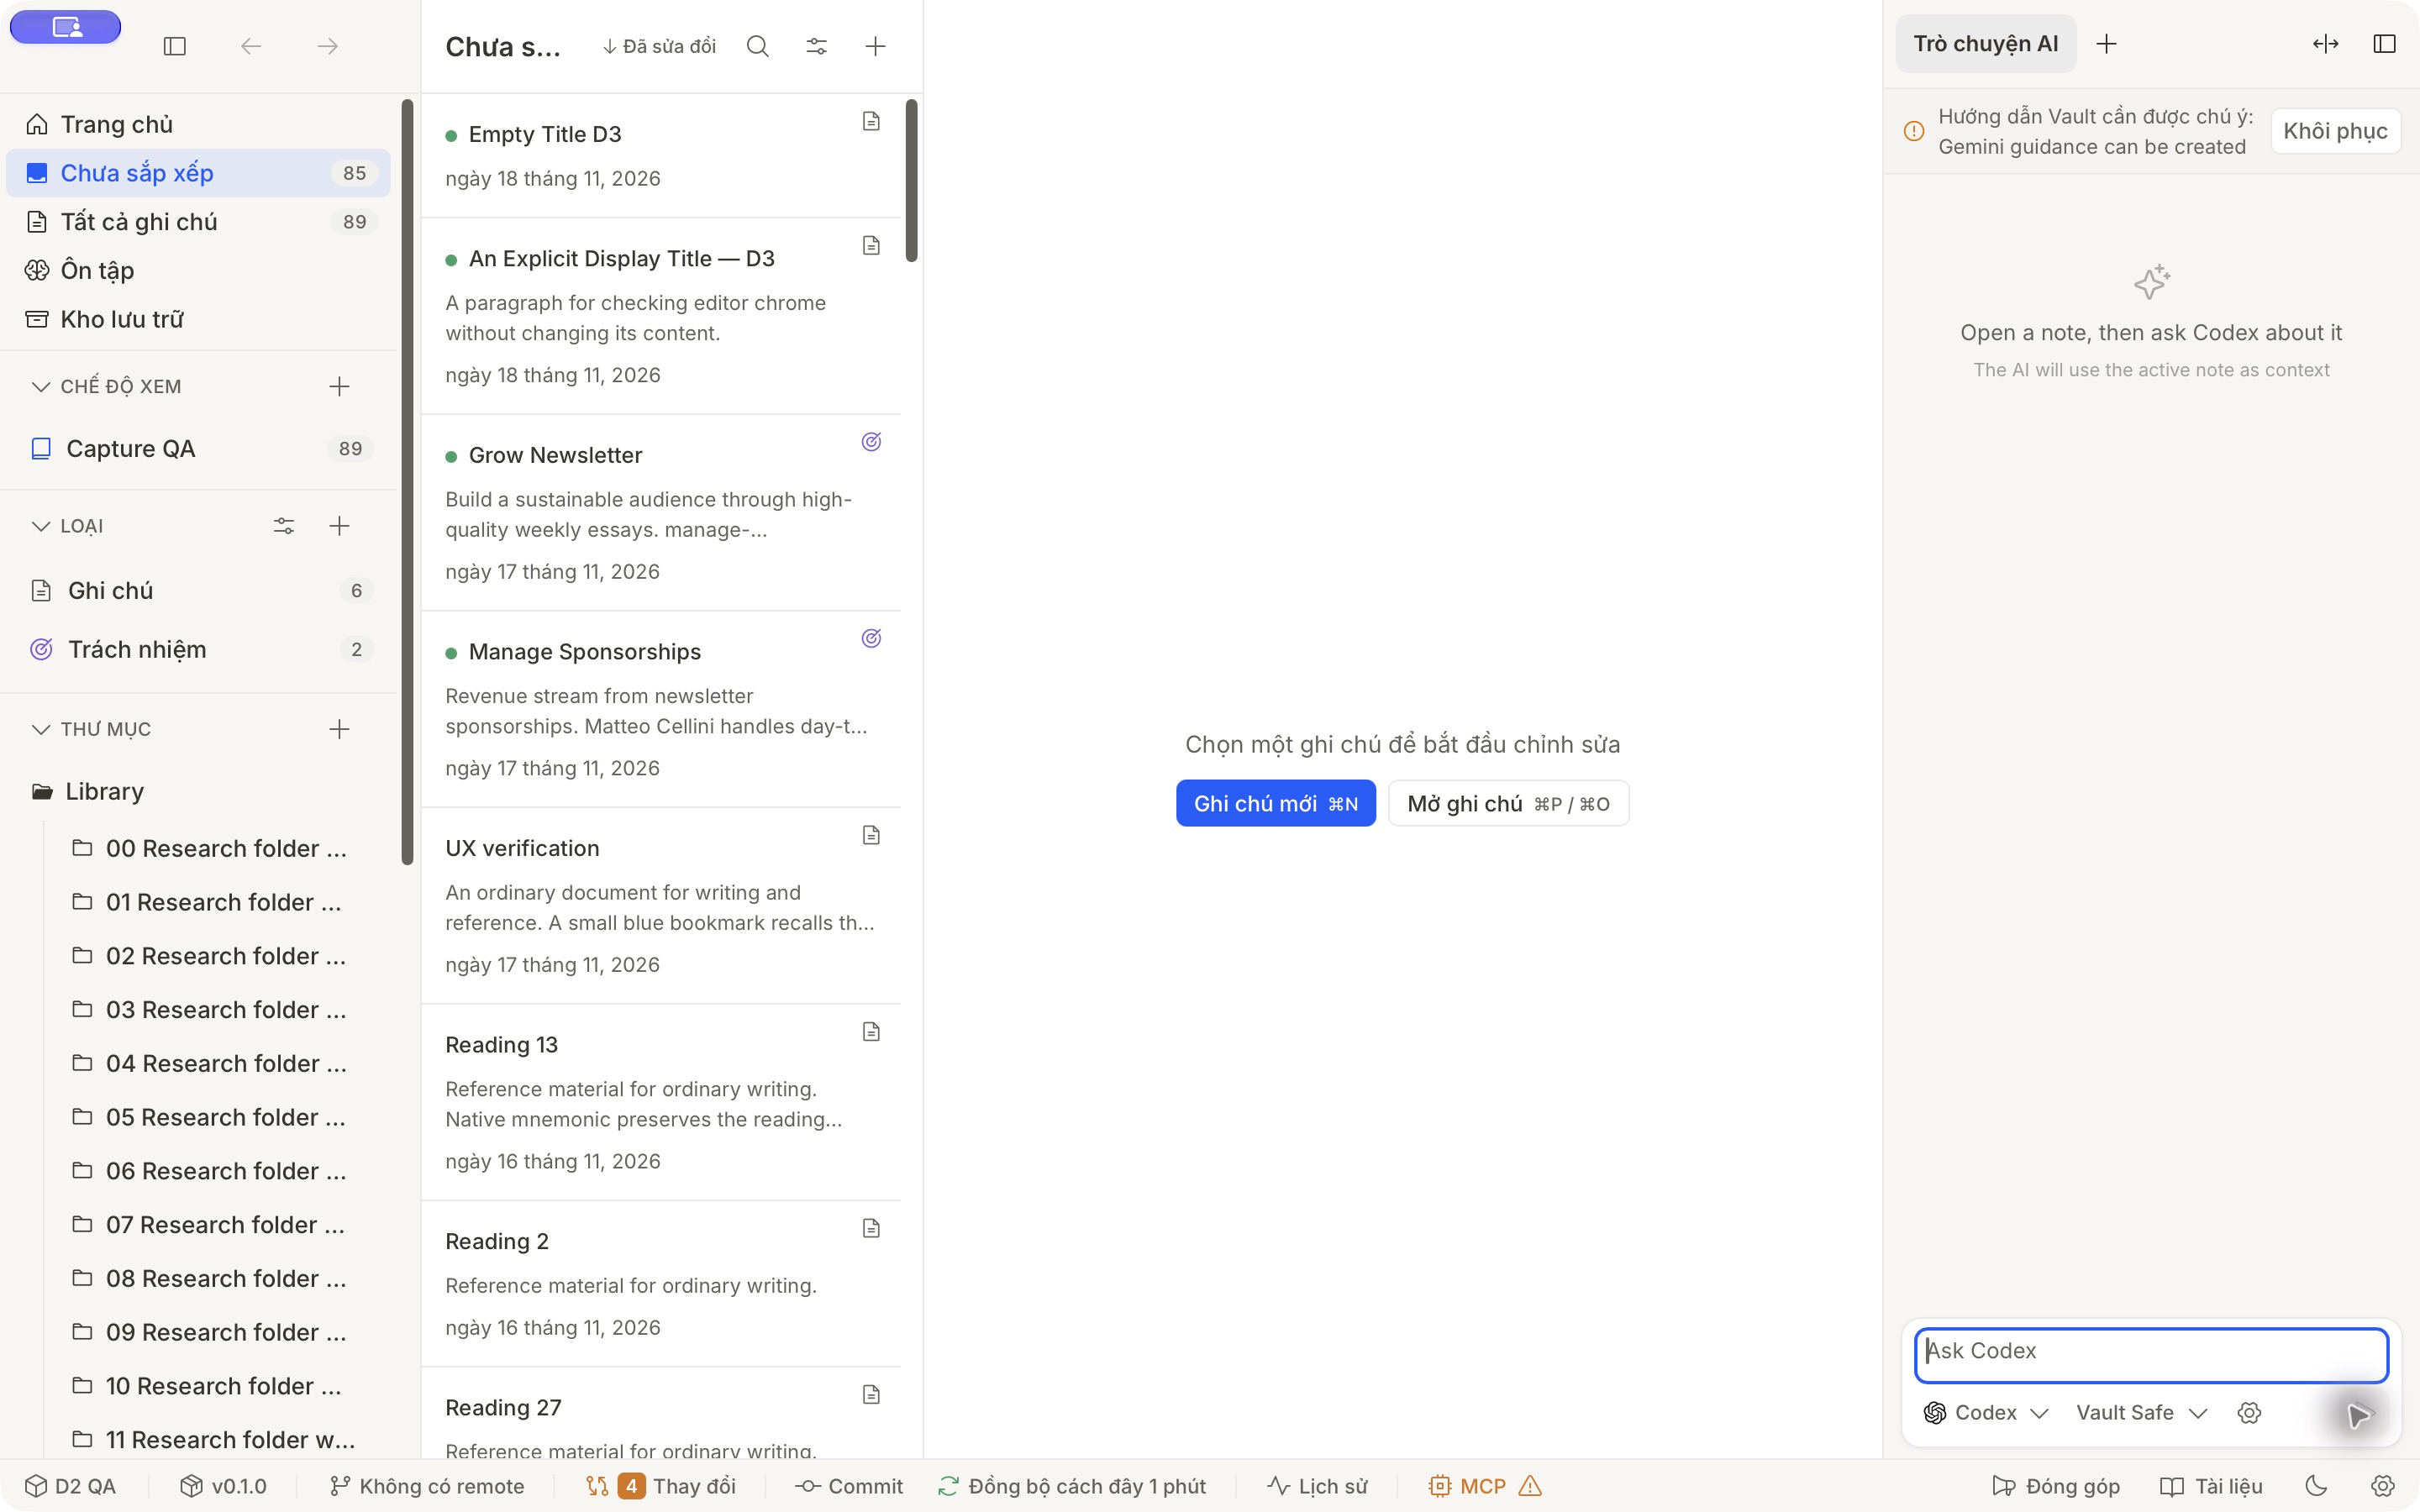 Trang chủ
Chưa sắp xếp 85
Tất cả ghi chú 89
Ôn tập
Kho lưu trữ
CHẾ ĐỘ XEM
Capture QA 89
LOẠI
Ghi chú 6
Trách nhiệm 2
THƯ MỤC
Library
00 Research folder ...
01 Research folder ...
02 Research folder ...
03 Research folder ...
04 Research folder ...
05 Research folder ...
06 Research folder ...
07 Research folder ...
08 Research folder ...
09 Research folder ...
10 Research folder ...
11 Research folder w...
Chưa s... Đã sửa đổi
Empty Title D3
ngày 18 tháng 11, 2026
An Explicit Display Title — D3
A paragraph for checking editor chrome
without changing its content.
ngày 18 tháng 11, 2026
Grow Newsletter
Build a sustainable audience through high-
quality weekly essays. manage-...
ngày 17 tháng 11, 2026
Manage Sponsorships
Revenue stream from newsletter
sponsorships. Matteo Cellini handles day-t...
ngày 17 tháng 11, 2026
UX verification
An ordinary document for writing and
reference. A small blue bookmark recalls th...
ngày 17 tháng 11, 2026
Reading 13
Reference material for ordinary writing.
Native mnemonic preserves the reading...
ngày 16 tháng 11, 2026
Reading 2
Reference material for ordinary writing.
ngày 16 tháng 11, 2026
Reading 27
Reference material for ordinary writing.
Chọn một ghi chú để bắt đầu chỉnh sửa
Ghi chú mới ⌘N Mở ghi chú ⌘P / ⌘O
Trò chuyện AI
Hướng dẫn Vault cần được chú ý:
Gemini guidance can be created
Khôi phục
Open a note, then ask Codex about it
The AI will use the active note as context
Ask Codex
Codex Vault Safe
D2 QA v0.1.0 Không có remote 4 Thay đổi Commit Đồng bộ cách đây 1 phút Lịch sử MCP Đóng góp Tài liệu